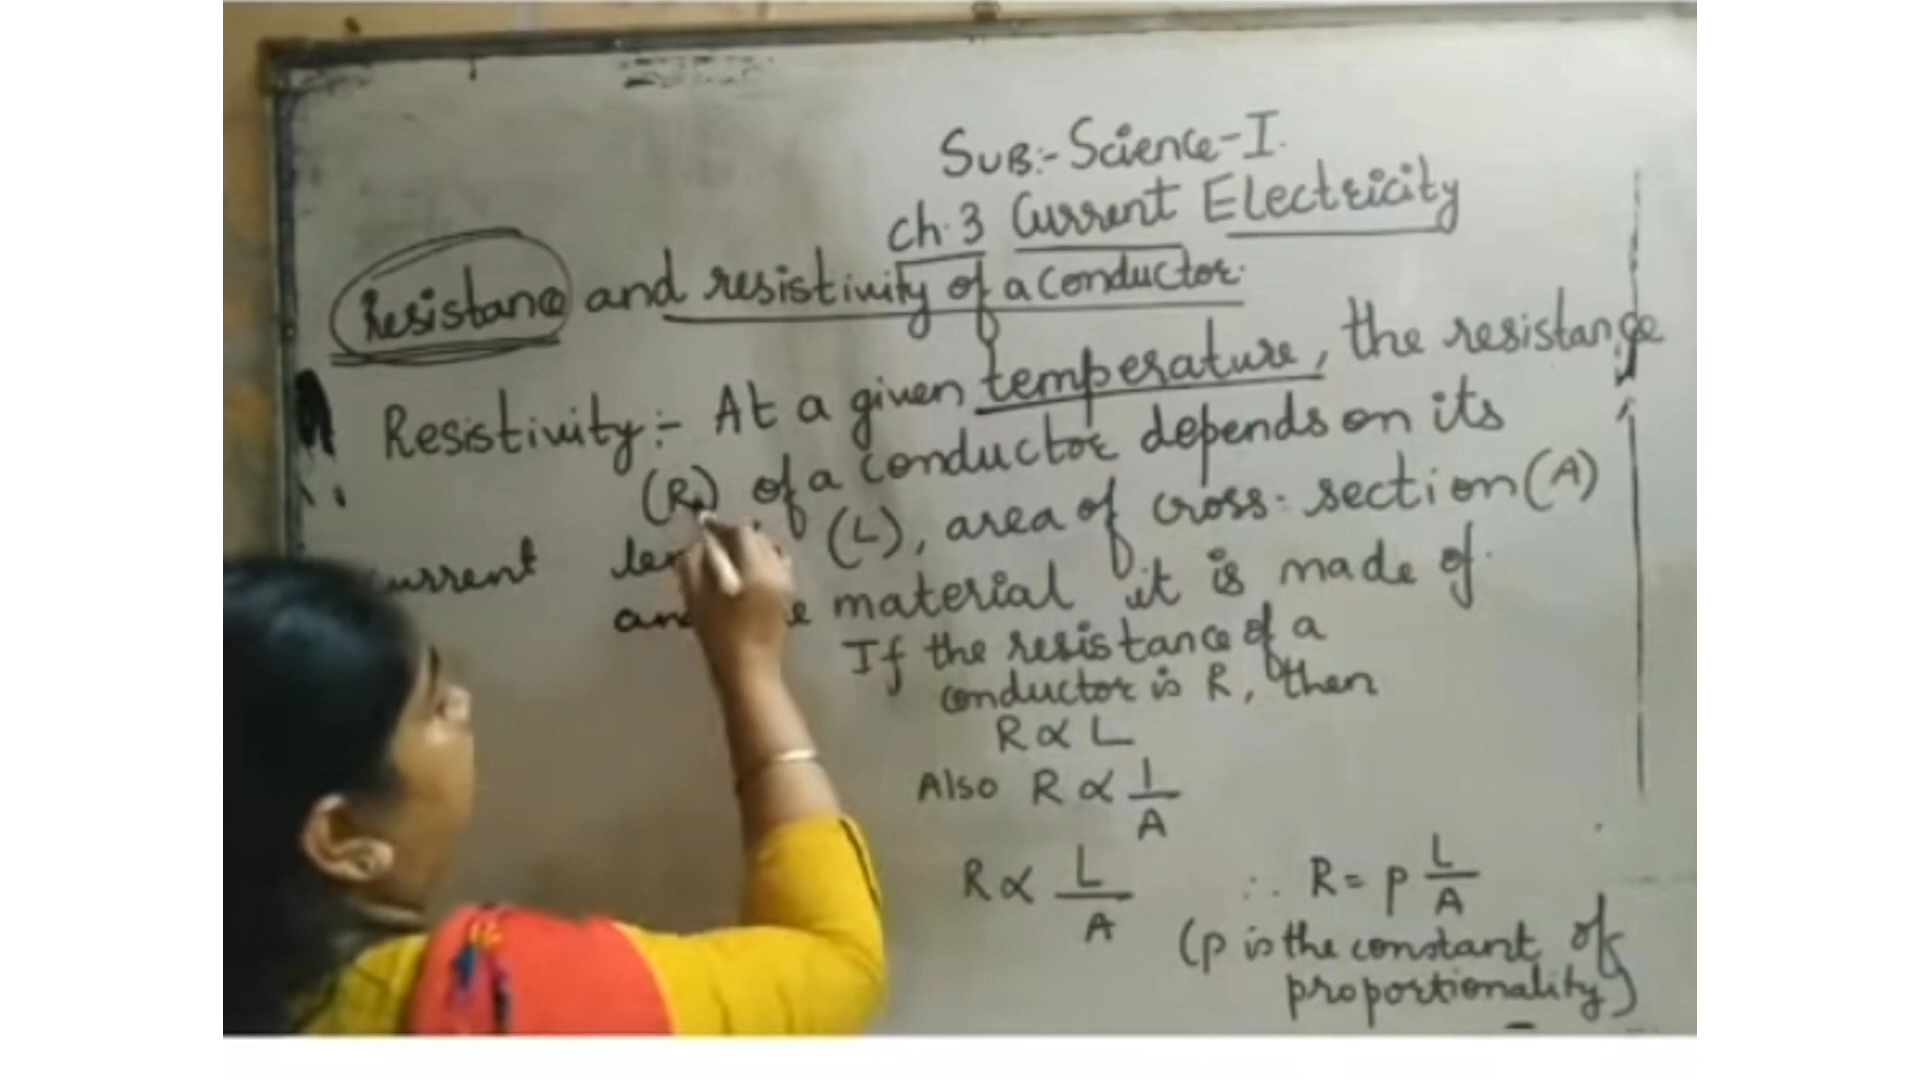 SUB:- Science-I.
Ch.3 Current Electricity
Resistance and resistivity of a conductor.
Resistivity:- At a given temperature, the resistance
(R) of a conductor depends on its
(L), area of cross-section (A)
current
material it is made of.
If the resistance of a
conductor is R, then
R ∝ L
Also R ∝ 1/A
R ∝ L/A ∴ R = ρ L/A
(ρ is the constant of
proportionality)